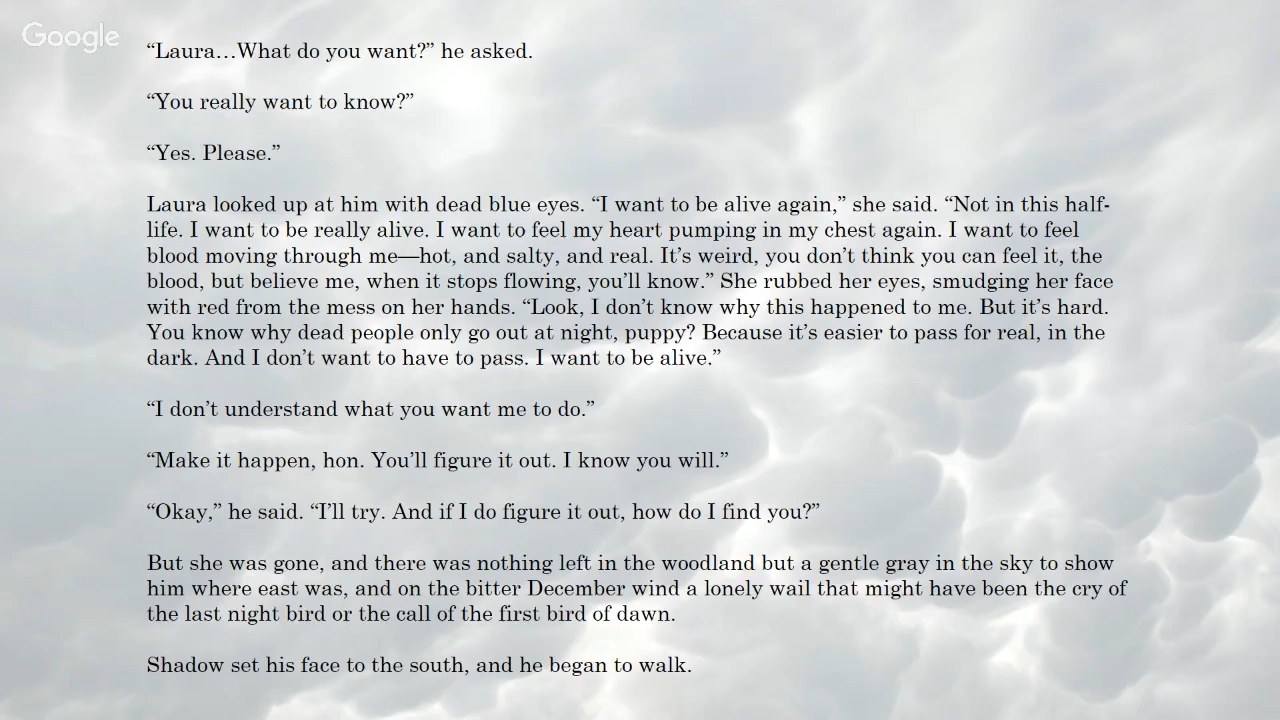 Google
“Laura…What do you want?” he asked.
“You really want to know?”
“Yes. Please.”
Laura looked up at him with dead blue eyes. “I want to be alive again,” she said. “Not in this half-
life. I want to be really alive. I want to feel my heart pumping in my chest again. I want to feel
blood moving through me—hot, and salty, and real. It’s weird, you don’t think you can feel it, the
blood, but believe me, when it stops flowing, you’ll know.” She rubbed her eyes, smudging her face
with red from the mess on her hands. “Look, I don’t know why this happened to me. But it’s hard.
You know why dead people only go out at night, puppy? Because it’s easier to pass for real, in the
dark. And I don’t want to have to pass. I want to be alive.”
“I don’t understand what you want me to do.”
“Make it happen, hon. You’ll figure it out. I know you will.”
“Okay,” he said. “I’ll try. And if I do figure it out, how do I find you?”
But she was gone, and there was nothing left in the woodland but a gentle gray in the sky to show
him where east was, and on the bitter December wind a lonely wail that might have been the cry of
the last night bird or the call of the first bird of dawn.
Shadow set his face to the south, and he began to walk.